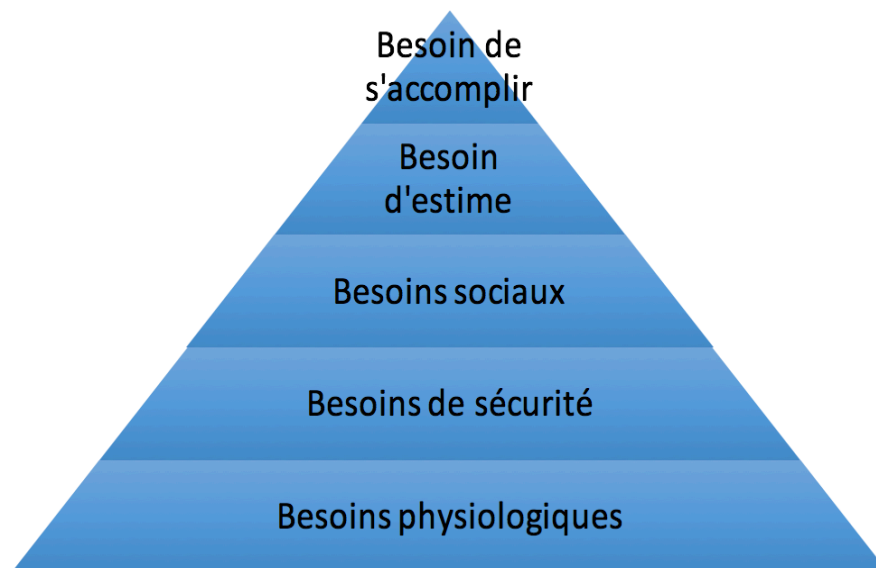 Besoin de
s'accomplir
Besoin
d'estime
Besoins sociaux
Besoins de sécurité
Besoins physiologiques